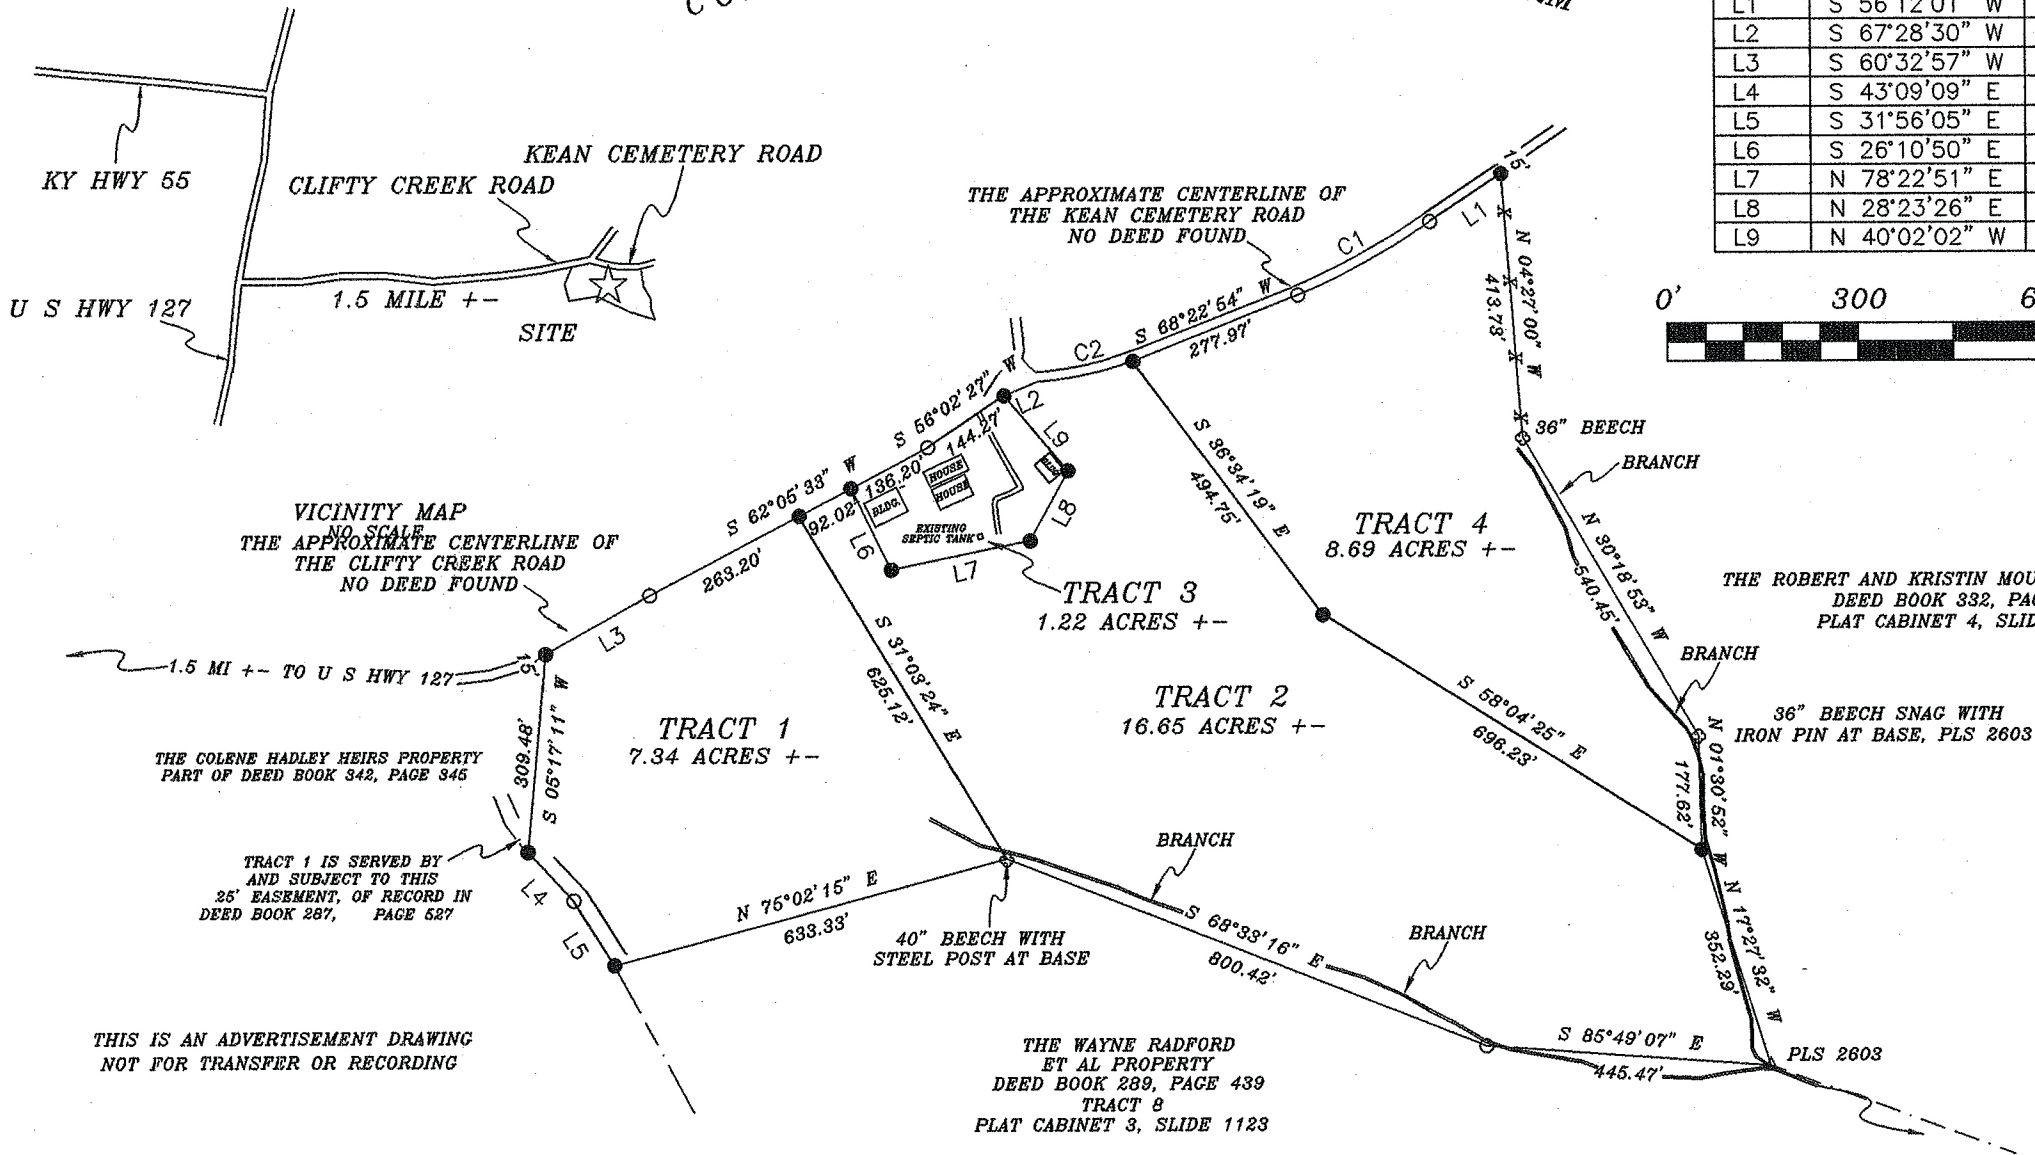 L1 S 56°12'01" W
L2 S 67°28'30" W
L3 S 60°32'57" W
L4 S 43°09'09" E
L5 S 31°56'05" E
L6 S 26°10'50" E
L7 N 78°22'51" E
L8 N 28°23'26" E
L9 N 40°02'02" W
0' 300
KY HWY 55
CLIFTY CREEK ROAD
KEAN CEMETERY ROAD
U S HWY 127
1.5 MILE +-
SITE
VICINITY MAP
NO SCALE
THE APPROXIMATE CENTERLINE OF
THE KEAN CEMETERY ROAD
NO DEED FOUND
15'
L1
C1
S 68°22'54" W
277.97'
C2
L2
S 56°02'27" W
144.27'
L9
N 04°27'00" W
413.78'
X
X
X
X
36" BEECH
BRANCH
S 62°05'33" W
136.20'
92.02'
263.20'
HOUSE
HOUSE
BLDG.
EXISTING
SEPTIC TANK
L6
L7
L8
S 36°34'19" E
494.75'
TRACT 4
8.69 ACRES +-
N 30°18'53" W
540.45'
THE APPROXIMATE CENTERLINE OF
THE CLIFTY CREEK ROAD
NO DEED FOUND
L3
15'
1.5 MI +- TO U S HWY 127
TRACT 3
1.22 ACRES +-
THE ROBERT AND KRISTIN
DEED BOOK 332,
PLAT CABINET 4,
BRANCH
36" BEECH SNAG WITH
IRON PIN AT BASE, PLS 2603
S 31°03'24" E
625.12'
TRACT 2
16.65 ACRES +-
S 58°04'25" E
696.23'
N 01°30'52" W
177.62'
TRACT 1
7.34 ACRES +-
309.48'
S 05°17'11" W
THE COLENE HADLEY HEIRS PROPERTY
PART OF DEED BOOK 342, PAGE 345
TRACT 1 IS SERVED BY
AND SUBJECT TO THIS
25' EASEMENT, OF RECORD IN
DEED BOOK 287, PAGE 527
L4
L5
N 75°02'15" E
633.33'
40" BEECH WITH
STEEL POST AT BASE
BRANCH
S 68°33'16" E
800.42'
BRANCH
N 17°27'32" W
352.29'
S 85°49'07" E
445.47'
PLS 2603
THIS IS AN ADVERTISEMENT DRAWING
NOT FOR TRANSFER OR RECORDING
THE WAYNE RADFORD
ET AL PROPERTY
DEED BOOK 289, PAGE 439
TRACT 8
PLAT CABINET 3, SLIDE 1123